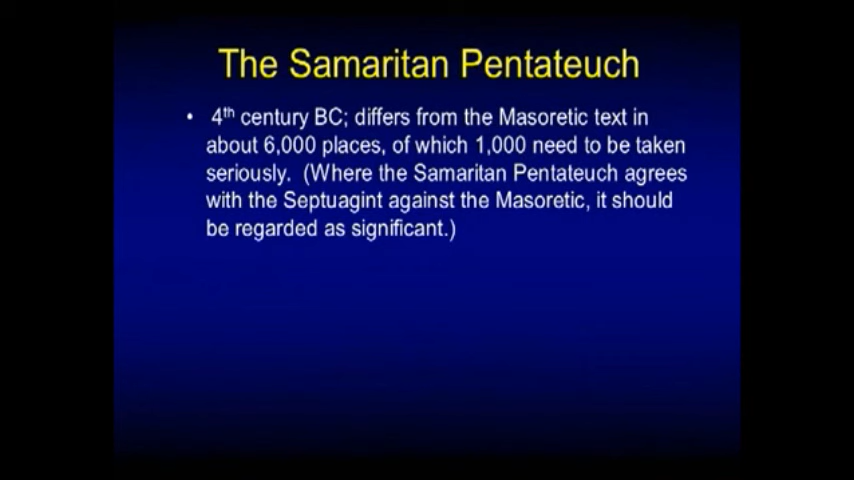 The Samaritan Pentateuch
• 4th century BC; differs from the Masoretic text in
about 6,000 places, of which 1,000 need to be taken
seriously. (Where the Samaritan Pentateuch agrees
with the Septuagint against the Masoretic, it should
be regarded as significant.)